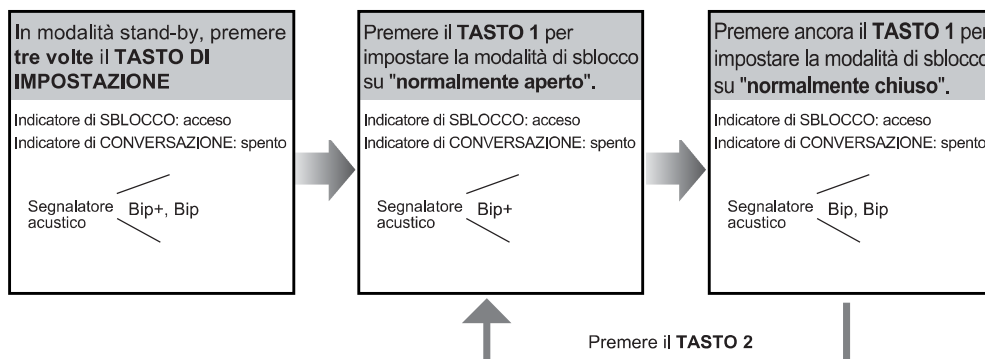 In modalità stand-by, premere
tre volte il TASTO DI
IMPOSTAZIONE
Indicatore di SBLOCCO: acceso
Indicatore di CONVERSAZIONE: spento
Segnalatore
acustico
Bip+, Bip
Premere il TASTO 1 per
impostare la modalità di sblocco
su "normalmente aperto".
Indicatore di SBLOCCO: acceso
Indicatore di CONVERSAZIONE: spento
Segnalatore
acustico
Bip+
Premere ancora il TASTO 1 per
impostare la modalità di sblocco
su "normalmente chiuso".
Indicatore di SBLOCCO: acceso
Indicatore di CONVERSAZIONE: spento
Segnalatore
acustico
Bip, Bip
Premere il TASTO 2